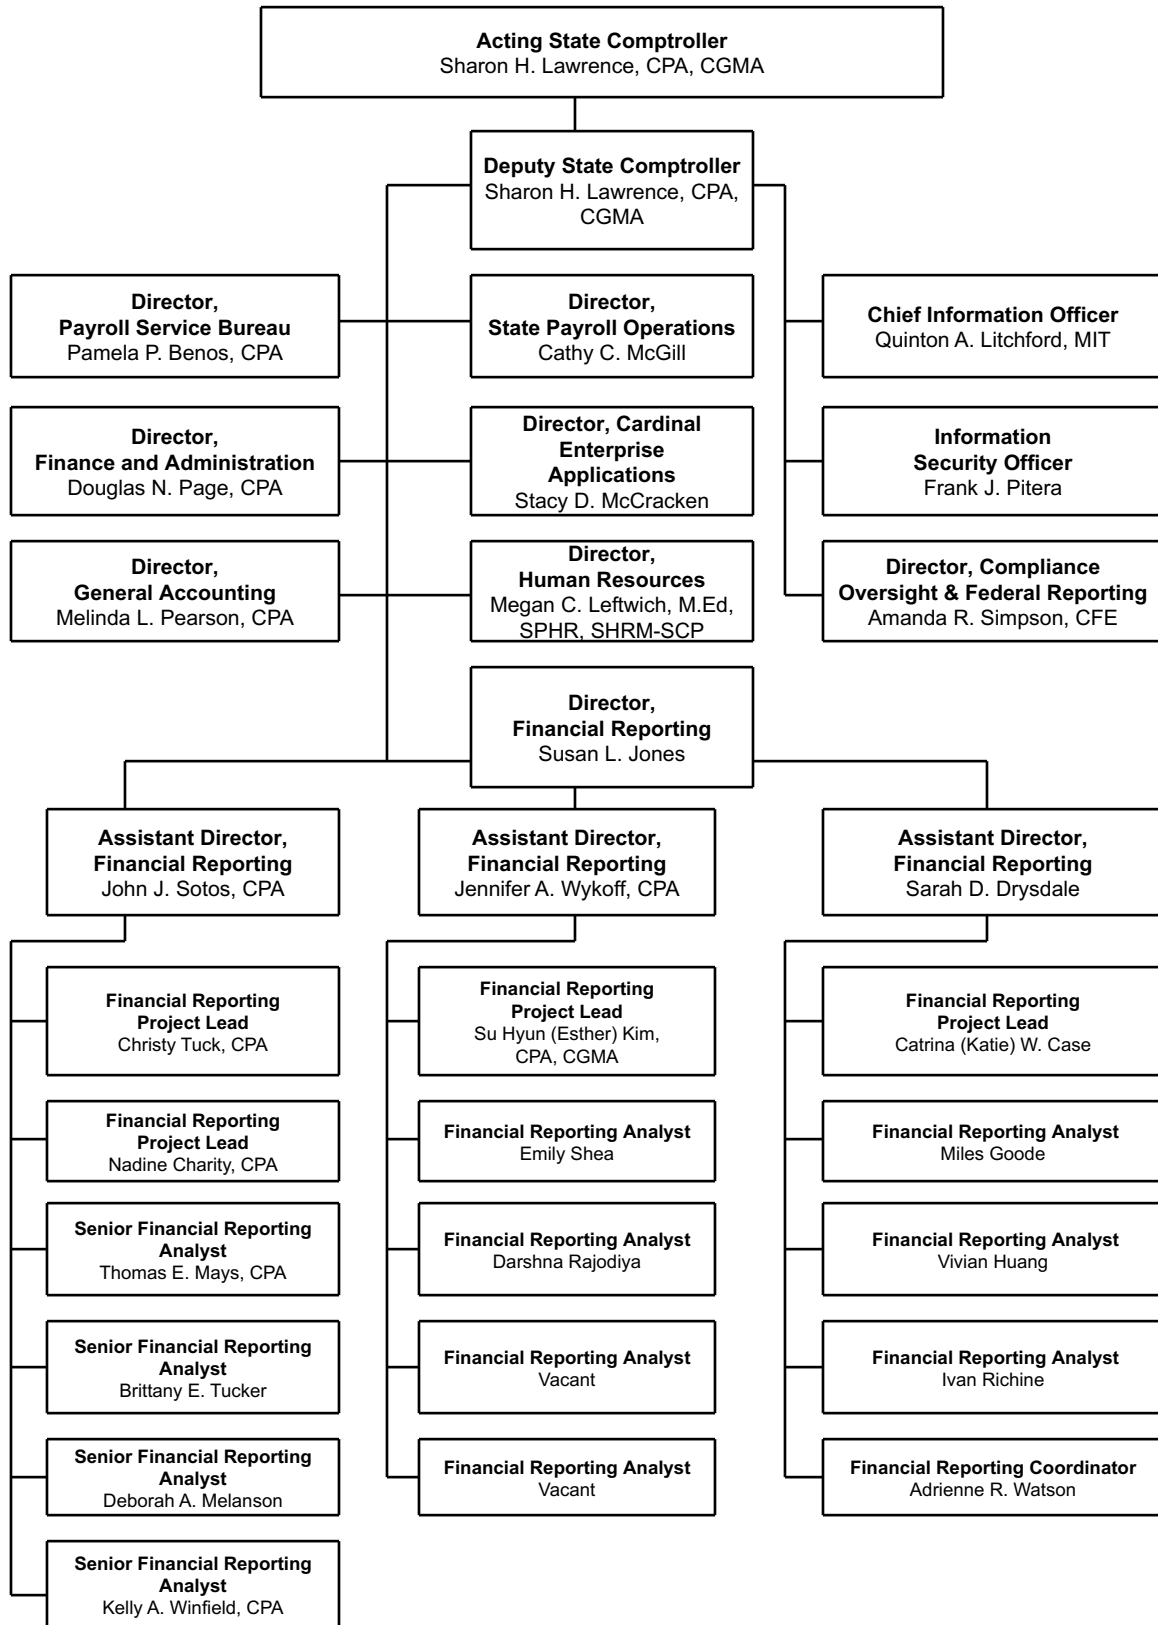 Acting State Comptroller
Sharon H. Lawrence, CPA, CGMA
Deputy State Comptroller
Sharon H. Lawrence, CPA,
CGMA
Director,
Payroll Service Bureau
Pamela P. Benos, CPA
Director,
State Payroll Operations
Cathy C. McGill
Chief Information Officer
Quinton A. Litchford, MIT
Director,
Finance and Administration
Douglas N. Page, CPA
Director, Cardinal
Enterprise
Applications
Stacy D. McCracken
Information
Security Officer
Frank J. Pitera
Director,
General Accounting
Melinda L. Pearson, CPA
Director,
Human Resources
Megan C. Leftwich, M.Ed,
SPHR, SHRM-SCP
Director, Compliance
Oversight & Federal Reporting
Amanda R. Simpson, CFE
Director,
Financial Reporting
Susan L. Jones
Assistant Director,
Financial Reporting
John J. Sotos, CPA
Assistant Director,
Financial Reporting
Jennifer A. Wykoff, CPA
Assistant Director,
Financial Reporting
Sarah D. Drysdale
Financial Reporting
Project Lead
Christy Tuck, CPA
Financial Reporting
Project Lead
Su Hyun (Esther) Kim,
CPA, CGMA
Financial Reporting
Project Lead
Catrina (Katie) W. Case
Financial Reporting
Project Lead
Nadine Charity, CPA
Financial Reporting Analyst
Emily Shea
Financial Reporting Analyst
Miles Goode
Senior Financial Reporting
Analyst
Thomas E. Mays, CPA
Financial Reporting Analyst
Darshna Rajodiya
Financial Reporting Analyst
Vivian Huang
Senior Financial Reporting
Analyst
Brittany E. Tucker
Financial Reporting Analyst
Vacant
Financial Reporting Analyst
Ivan Richine
Senior Financial Reporting
Analyst
Deborah A. Melanson
Financial Reporting Analyst
Vacant
Financial Reporting Coordinator
Adrienne R. Watson
Senior Financial Reporting
Analyst
Kelly A. Winfield, CPA